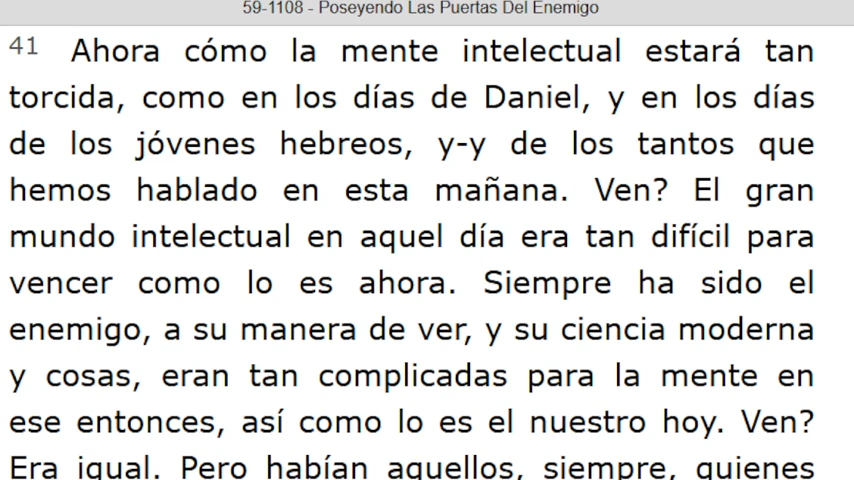 59-1108 - Poseyendo Las Puertas Del Enemigo
41 Ahora cómo la mente intelectual estará tan
torcida, como en los días de Daniel, y en los días
de los jóvenes hebreos, y-y de los tantos que
hemos hablado en esta mañana. Ven? El gran
mundo intelectual en aquel día era tan difícil para
vencer como lo es ahora. Siempre ha sido el
enemigo, a su manera de ver, y su ciencia moderna
y cosas, eran tan complicadas para la mente en
ese entonces, así como lo es el nuestro hoy. Ven?
Era igual. Pero habían aquellos, siempre, quienes